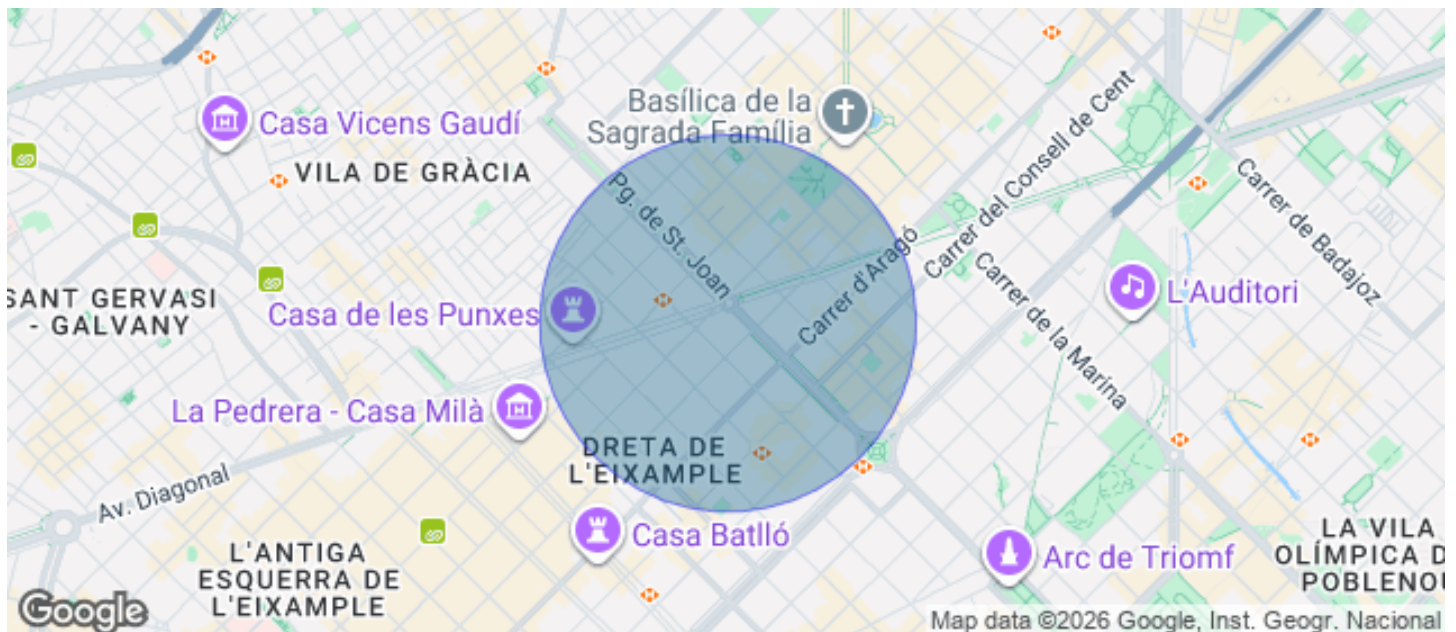 Basílica de la
Sagrada Família
Casa Vicens Gaudí
VILA DE GRÀCIA
Carrer del Consell de Cent
Carrer de Badajoz
Pg. de St. Joan
Carrer d'Aragó
SANT GERVASI
- GALVANY
Casa de les Punxes
L'Auditori
Carrer de la Marina
La Pedrera - Casa Milà
DRETA DE
L'EIXAMPLE
Av. Diagonal
Casa Batlló
L'ANTIGA
ESQUERRA DE
L'EIXAMPLE
Arc de Triomf
LA VILA
OLÍMPICA D
POBLENOU
Google
Map data ©2026 Google, Inst. Geogr. Nacional